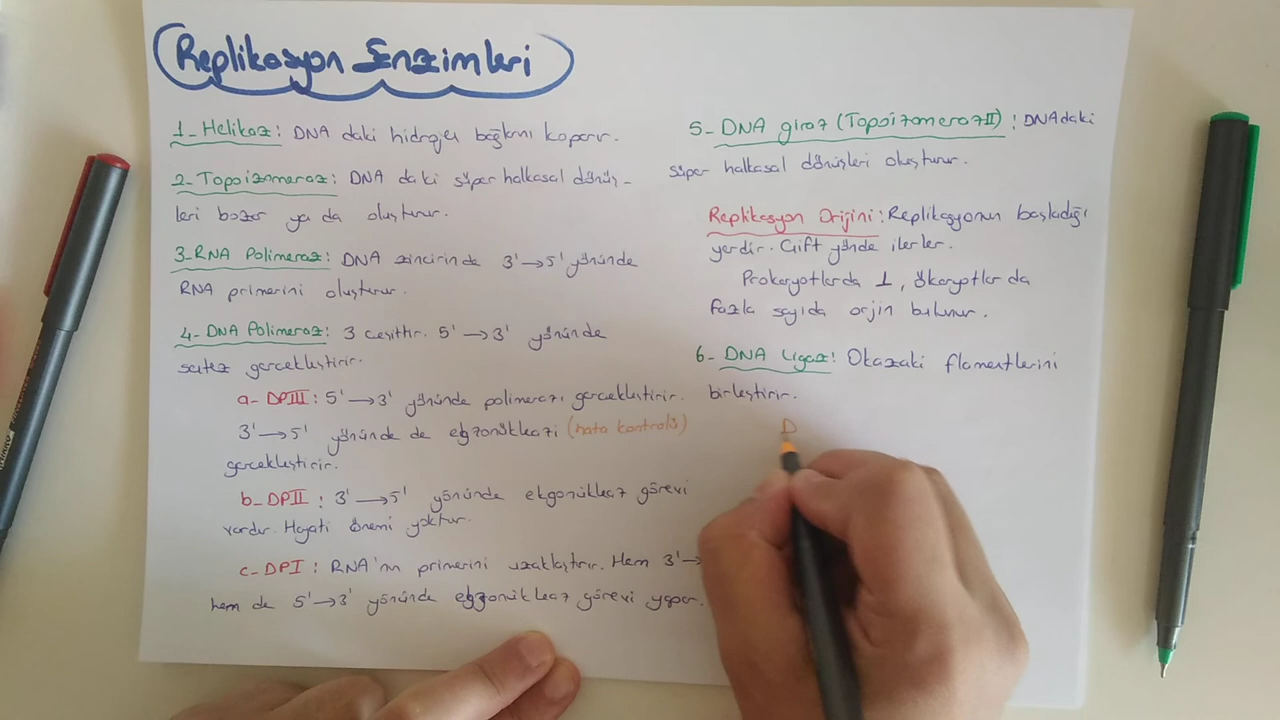 Replikasyon Enzimleri
1- Helikaz: DNA daki hidrojen bağlarını koparır.
2- Topoizomeraz: DNA daki süper halkasal dönüş-
leri bozar ya da oluşturur.
3- RNA Polimeraz: DNA zincirinde 3'→5' yönünde
RNA primerini oluşturur.
4- DNA Polimeraz: 3 çeşittir. 5'→3' yönünde
sentez gerçekleştirir.
a- DPIII: 5'→3' yönünde polimerazı gerçekleştirir.
3'→5' yönünde de ekzonükleazi (hata kontrolü)
gerçekleştirir.
b- DPII: 3'→5' yönünde ekzonükleaz görevi
vardır. Hayati önemi yoktur.
c- DPI: RNA'nın primerini uzaklaştırır. Hem 3'→
hem de 5'→3' yönünde ekzonükleaz görevi yapar.
5- DNA giraz (Topoizomeraz II): DNA daki
süper halkasal dönüşleri oluşturur.
Replikasyon Orijini: Replikasyonun başladığı
yerdir. Çift yönde ilerler.
Prokaryotlarda 1, ökaryotlar da
fazla sayıda orjin bulunur.
6- DNA Ligaz: Okazaki flamentlerini
birleştirir.
D